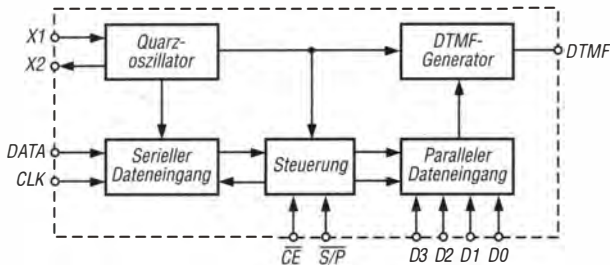 X1
X2
Quarz-
oszillator
DTMF-
Generator
DTMF
DATA
CLK
Serieller
Dateneingang
Steuerung
Paralleler
Dateneingang
CE
S/P
D3 D2 D1 D0